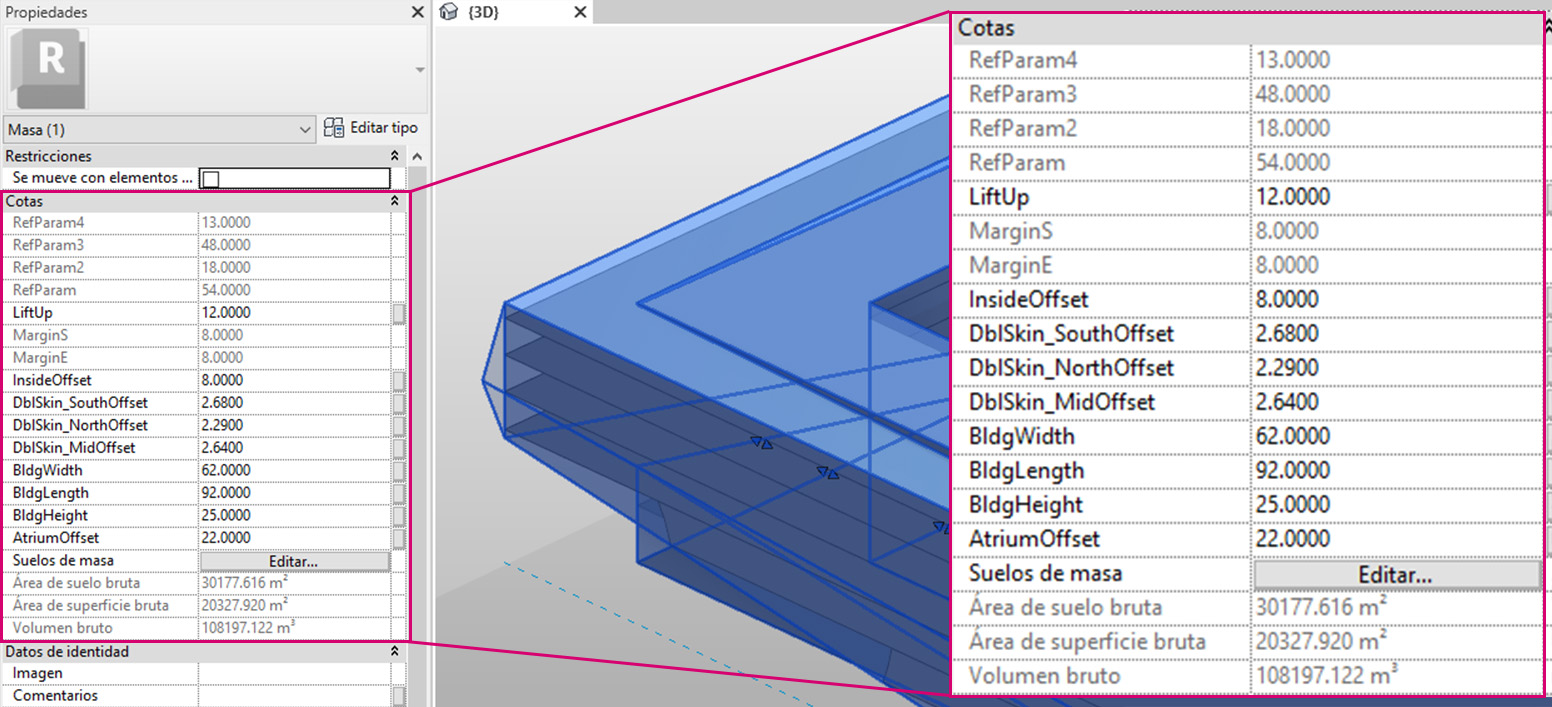 Propiedades
{3D}
R
Masa (1)
Editar tipo
Restricciones
Se mueve con elementos ...
Cotas
RefParam4 13.0000
RefParam3 48.0000
RefParam2 18.0000
RefParam 54.0000
LiftUp 12.0000
MarginS 8.0000
MarginE 8.0000
InsideOffset 8.0000
DblSkin_SouthOffset 2.6800
DblSkin_NorthOffset 2.2900
DblSkin_MidOffset 2.6400
BldgWidth 62.0000
BldgLength 92.0000
BldgHeight 25.0000
AtriumOffset 22.0000
Suelos de masa Editar...
Área de suelo bruta 30177.616 m²
Área de superficie bruta 20327.920 m²
Volumen bruto 108197.122 m³
Datos de identidad
Imagen
Comentarios
Cotas
RefParam4 13.0000
RefParam3 48.0000
RefParam2 18.0000
RefParam 54.0000
LiftUp 12.0000
MarginS 8.0000
MarginE 8.0000
InsideOffset 8.0000
DblSkin_SouthOffset 2.6800
DblSkin_NorthOffset 2.2900
DblSkin_MidOffset 2.6400
BldgWidth 62.0000
BldgLength 92.0000
BldgHeight 25.0000
AtriumOffset 22.0000
Suelos de masa Editar...
Área de suelo bruta 30177.616 m²
Área de superficie bruta 20327.920 m²
Volumen bruto 108197.122 m³